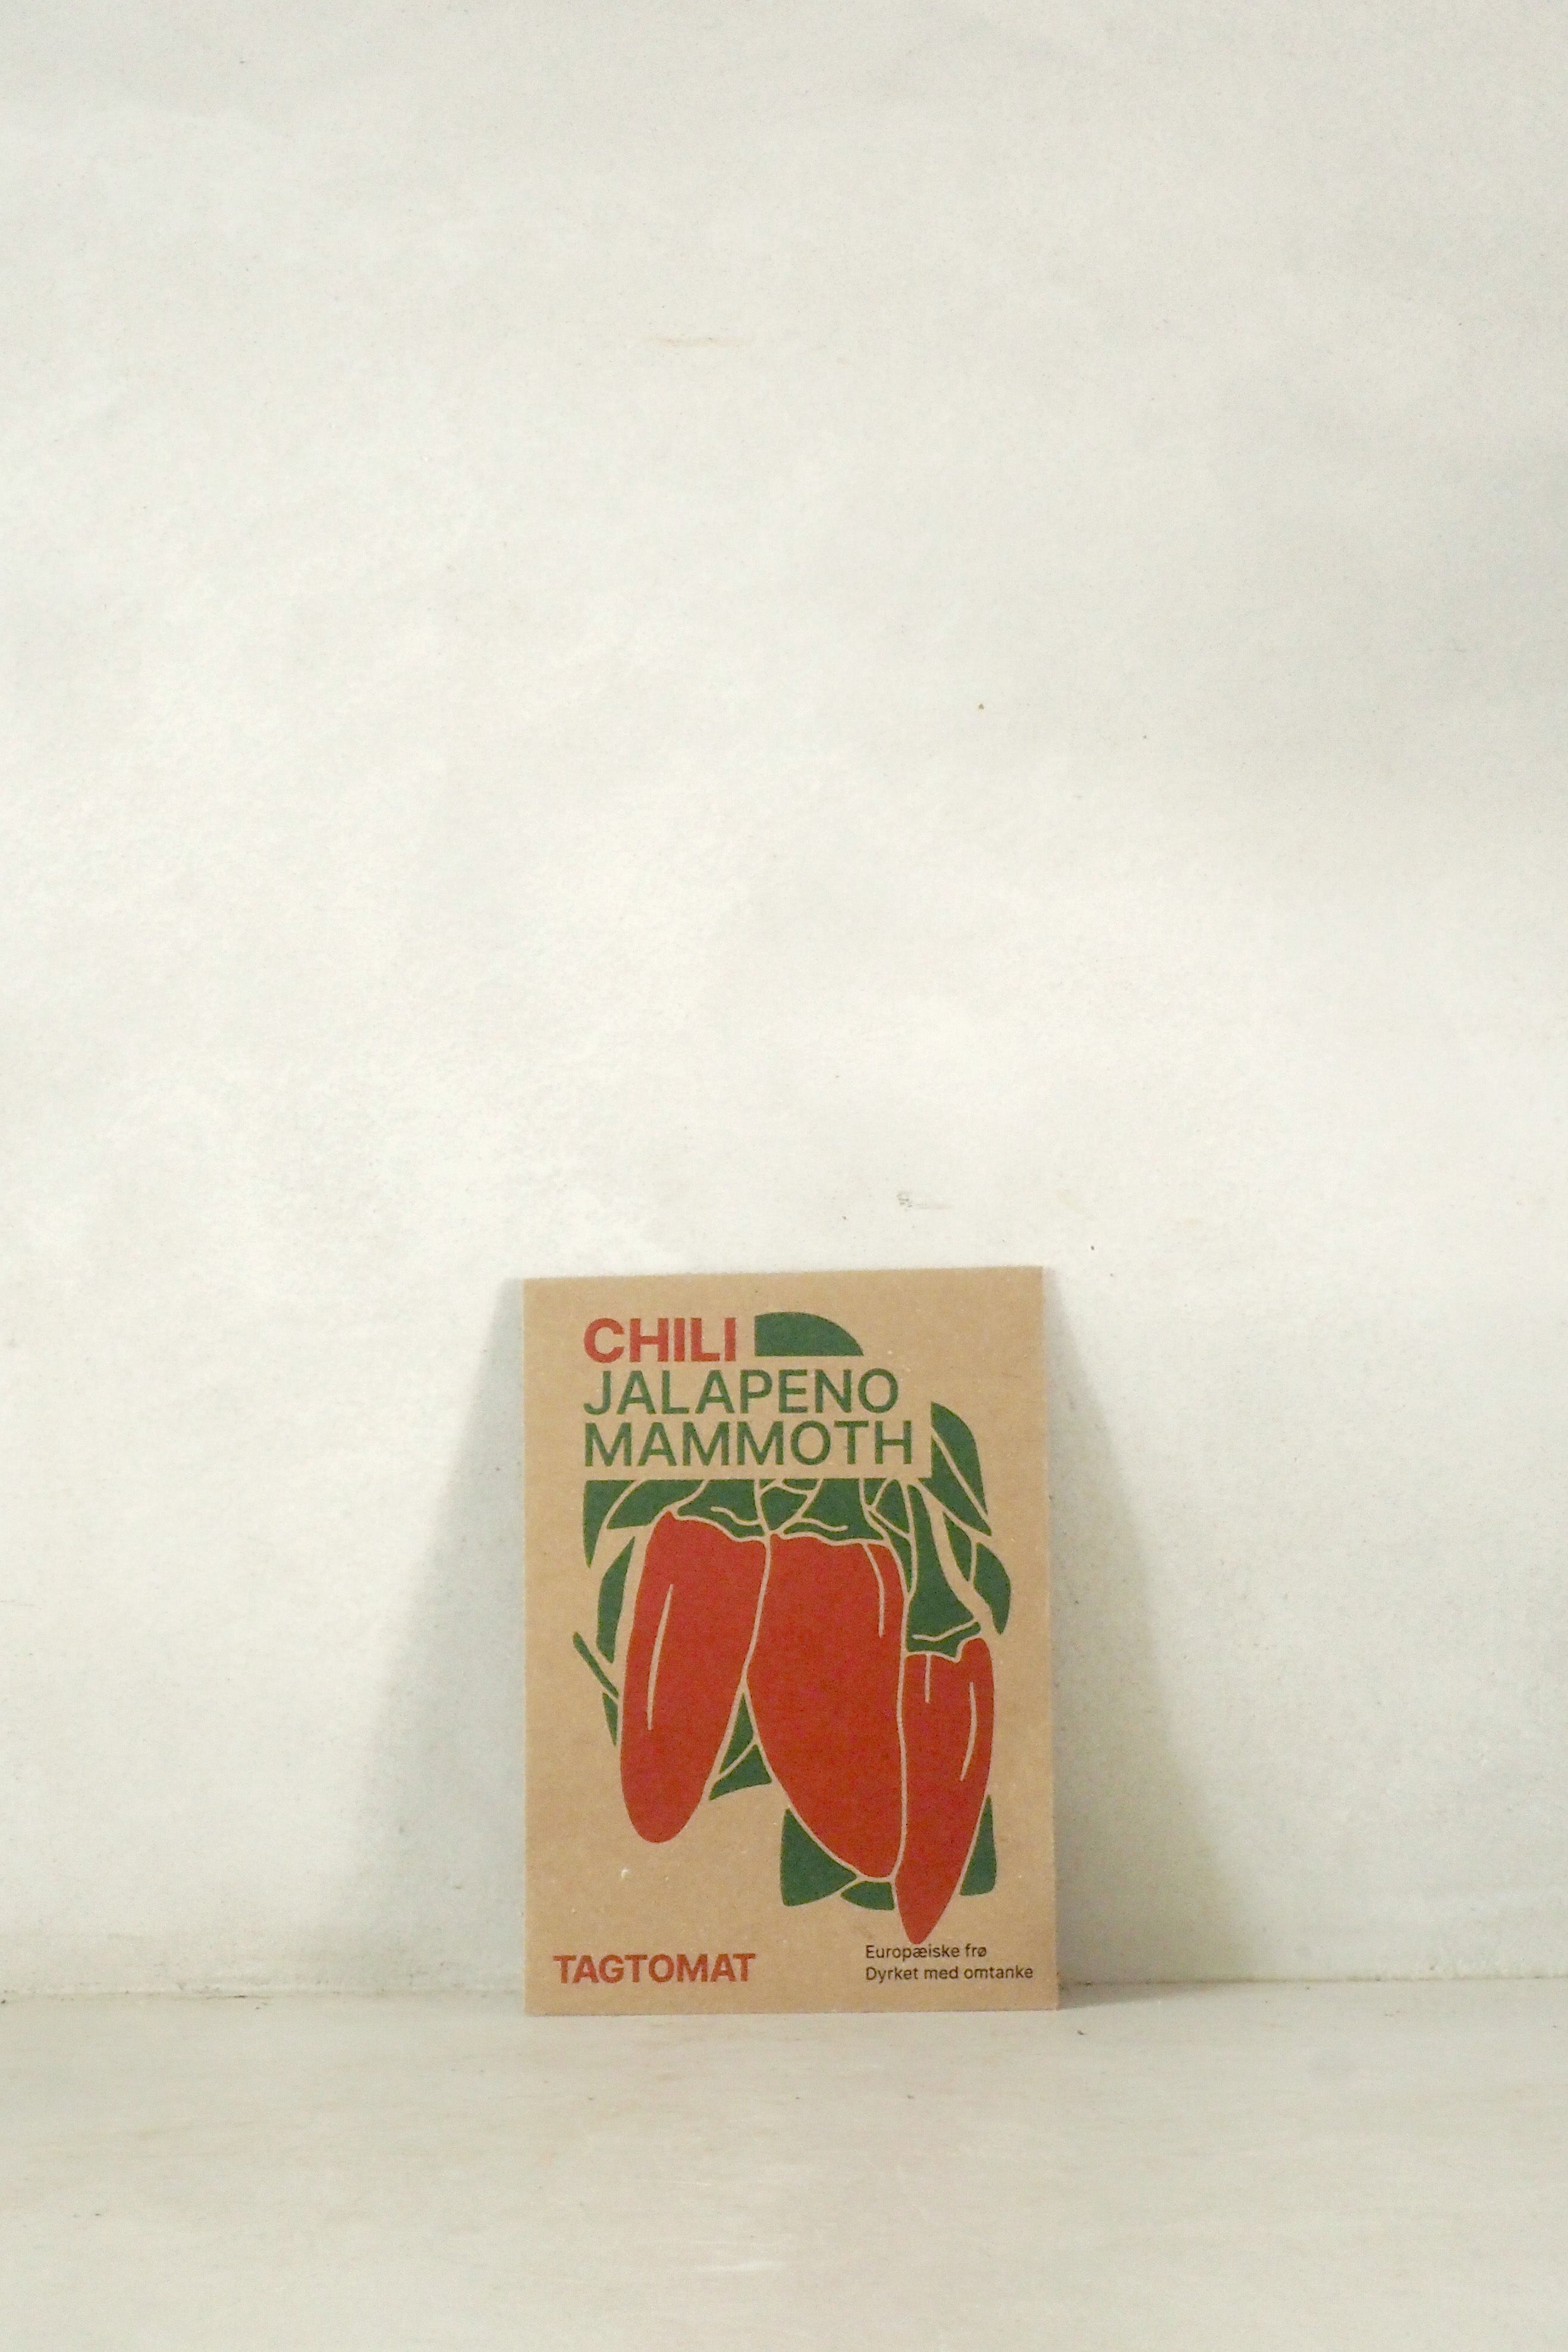 CHILI
JALAPENO
MAMMOTH
TAGTOMAT
Europæiske frø
Dyrket med omtanke